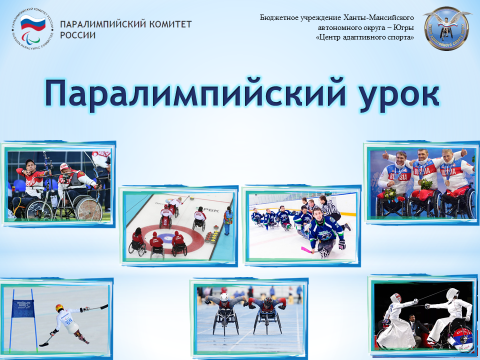 ПАРАЛИМПИЙСКИЙ КОМИТЕТ
РОССИИ
Бюджетное учреждение Ханты-Мансийского
автономного округа – Югры
«Центр адаптивного спорта»
Паралимпийский урок